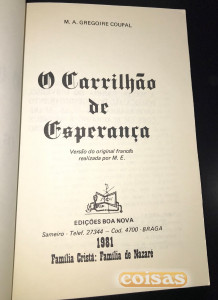 M. A. GREGOIRE COUPAL
O Carrilhão
de
Esperança
Versão do original francês
realizada por M. E.
EDIÇÕES BOA NOVA
Sameiro - Telef. 27344 — Cod. 4700 - BRAGA
1981
Família Cristã: Família de Nazaré
coisas